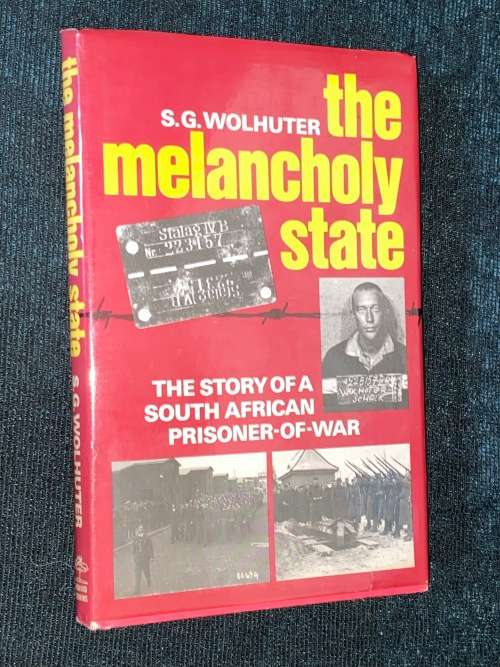 the melancholy state
S.G. WOLHUTER
S.G. WOLHUTER
the
melancholy
state
Stalag IV B
Nr. 223157
THE STORY OF A
SOUTH AFRICAN
PRISONER-OF-WAR